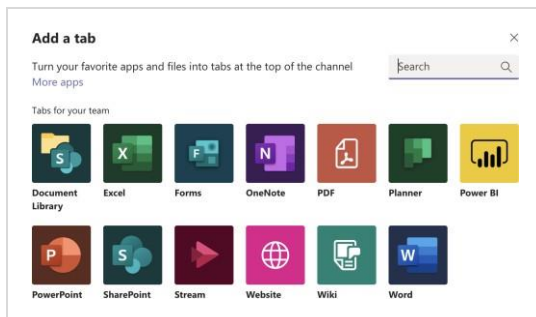 Add a tab
Turn your favorite apps and files into tabs at the top of the channel
More apps
Search
Tabs for your team
Document Library
Excel
Forms
OneNote
PDF
Planner
Power BI
PowerPoint
SharePoint
Stream
Website
Wiki
Word